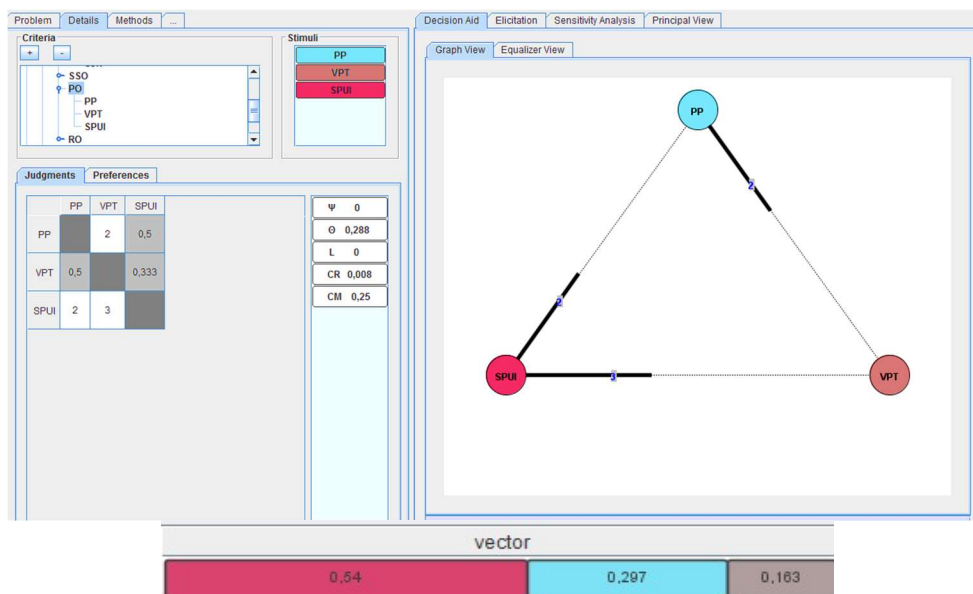 Problem Details Methods ...
Criteria
+ -
SSO
PO
PP
VPT
SPUI
RO
Stimuli
PP
VPT
SPUI
Judgments Preferences
PP VPT SPUI
PP 2 0,5
VPT 0,5 0,333
SPUI 2 3
Ψ 0
Θ 0,288
L 0
CR 0,008
CM 0,25
Decision Aid Elicitation Sensitivity Analysis Principal View
Graph View Equalizer View
PP
2
2
SPUI 3 VPT
vector
0,54 0,297 0,163